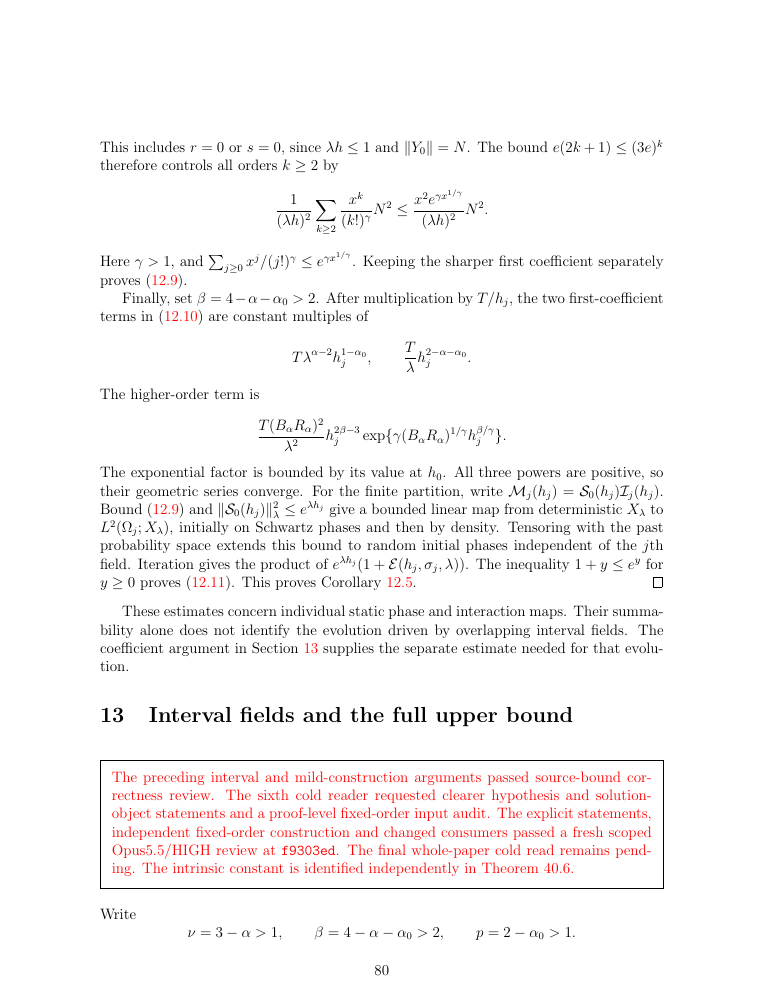 This includes r = 0 or s = 0, since λh ≤ 1 and ‖Y₀‖ = N. The bound e(2k + 1) ≤ (3e)ᵏ
therefore controls all orders k ≥ 2 by
1/(λh)² ∑_{k≥2} xᵏ/(k!)^γ N² ≤ x²e^{γx^{1/γ}}/(λh)² N².
Here γ > 1, and ∑_{j≥0} xʲ/(j!)^γ ≤ e^{γx^{1/γ}}. Keeping the sharper first coefficient separately
proves (12.9).
Finally, set β = 4−α−α₀ > 2. After multiplication by T/h_j, the two first-coefficient
terms in (12.10) are constant multiples of
Tλ^{α−2}h_j^{1−α₀}, T/λ h_j^{2−α−α₀}.
The higher-order term is
T(B_αR_α)²/λ² h_j^{2β−3} exp{γ(B_αR_α)^{1/γ}h_j^{β/γ}}.
The exponential factor is bounded by its value at h₀. All three powers are positive, so
their geometric series converge. For the finite partition, write ℳ_j(h_j) = 𝒮₀(h_j)ℐ_j(h_j).
Bound (12.9) and ‖𝒮₀(h_j)‖²_λ ≤ e^{λh_j} give a bounded linear map from deterministic X_λ to
L²(Ω_j; X_λ), initially on Schwartz phases and then by density. Tensoring with the past
probability space extends this bound to random initial phases independent of the jth
field. Iteration gives the product of e^{λh_j}(1 + ℰ(h_j, σ_j, λ)). The inequality 1 + y ≤ e^y for
y ≥ 0 proves (12.11). This proves Corollary 12.5. □
These estimates concern individual static phase and interaction maps. Their summa-
bility alone does not identify the evolution driven by overlapping interval fields. The
coefficient argument in Section 13 supplies the separate estimate needed for that evolu-
tion.
13 Interval fields and the full upper bound
The preceding interval and mild-construction arguments passed source-bound cor-
rectness review. The sixth cold reader requested clearer hypothesis and solution-
object statements and a proof-level fixed-order input audit. The explicit statements,
independent fixed-order construction and changed consumers passed a fresh scoped
Opus5.5/HIGH review at f9303ed. The final whole-paper cold read remains pend-
ing. The intrinsic constant is identified independently in Theorem 40.6.
Write
ν = 3 − α > 1, β = 4 − α − α₀ > 2, p = 2 − α₀ > 1.
80